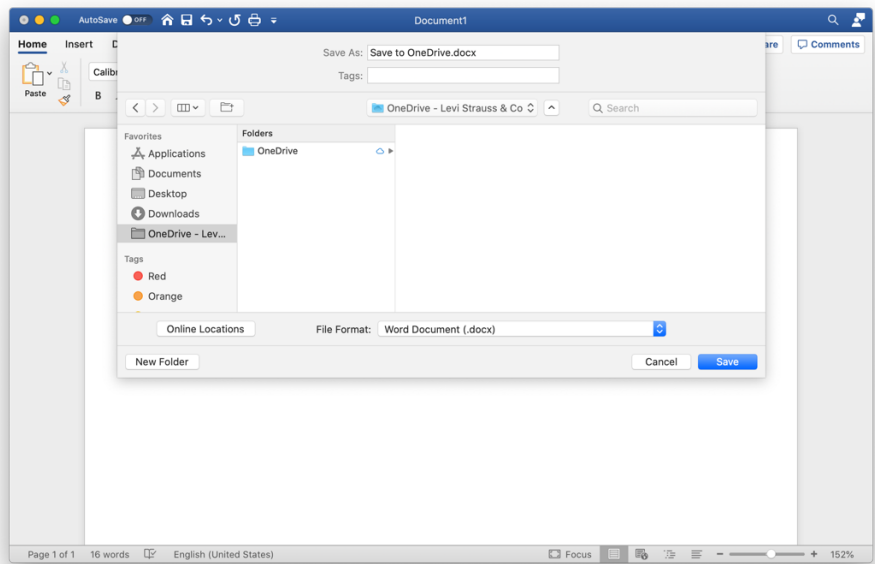 AutoSave OFF Document1
Home Insert D are Comments
Paste Calib
B
Save As: Save to OneDrive.docx
Tags:
OneDrive - Levi Strauss & Co Search
Favorites
Applications
Documents
Desktop
Downloads
OneDrive - Lev...
Tags
Red
Orange
Folders
OneDrive
Online Locations File Format: Word Document (.docx)
New Folder Cancel Save
Page 1 of 1 16 words English (United States) Focus 152%